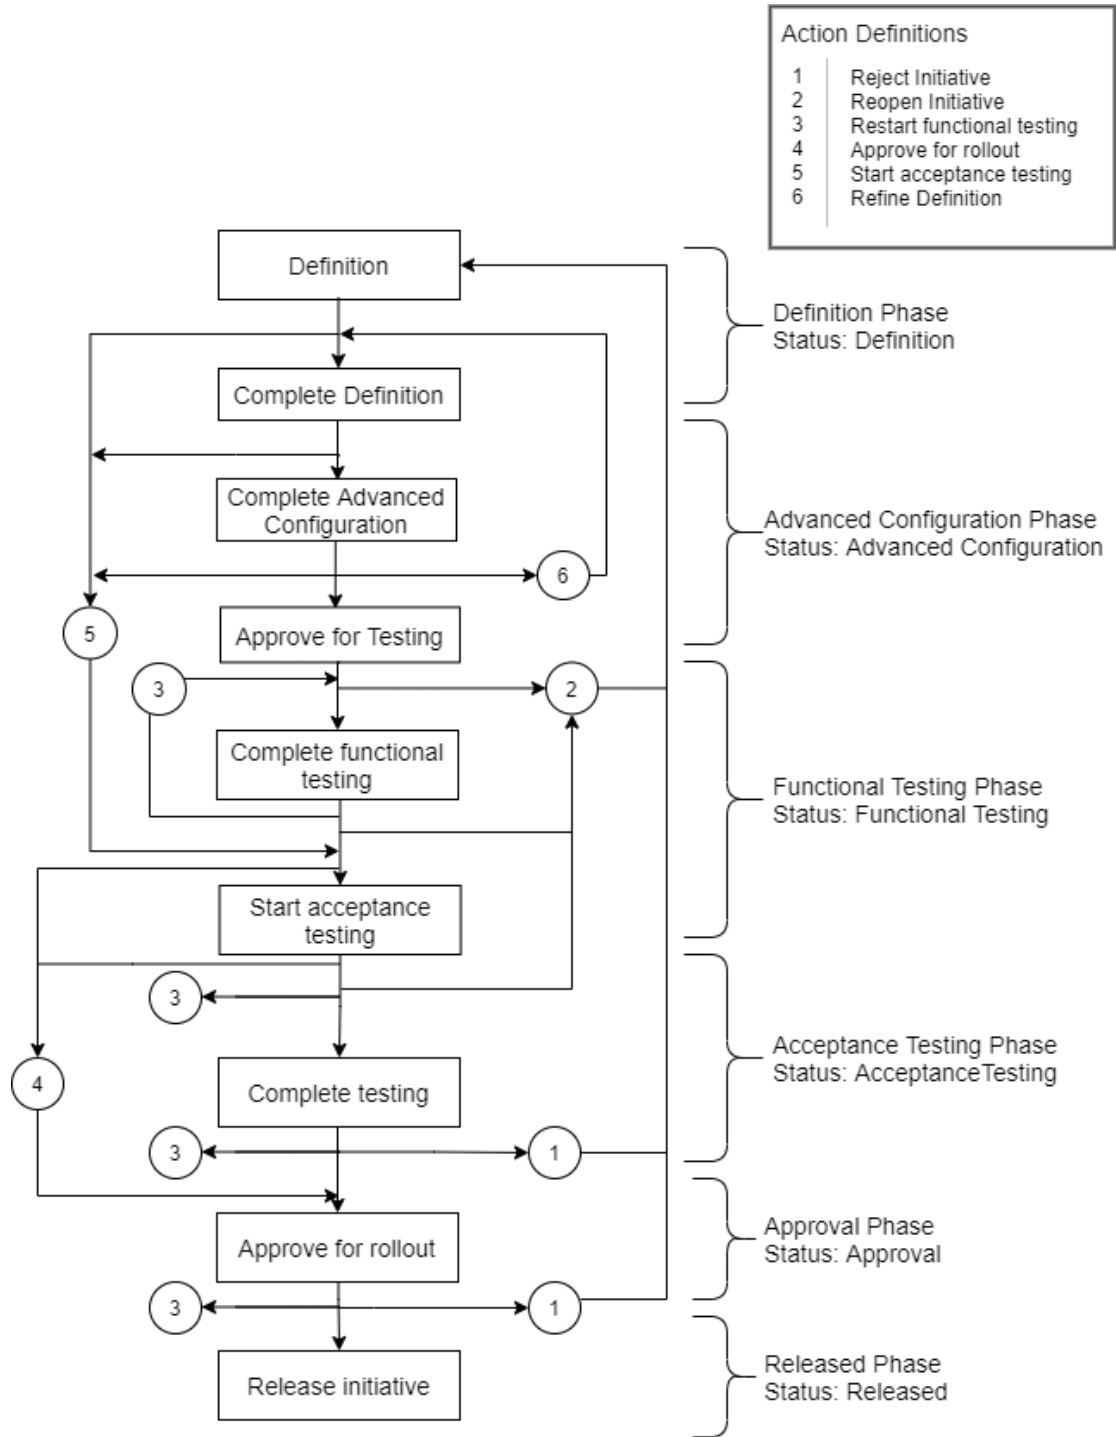 Action Definitions
1 Reject Initiative
2 Reopen Initiative
3 Restart functional testing
4 Approve for rollout
5 Start acceptance testing
6 Refine Definition
Definition
Definition Phase
Status: Definition
Complete Definition
Complete Advanced
Configuration
Advanced Configuration Phase
Status: Advanced Configuration
6
5
Approve for Testing
3
2
Complete functional
testing
Functional Testing Phase
Status: Functional Testing
Start acceptance
testing
3
Acceptance Testing Phase
Status: AcceptanceTesting
4
Complete testing
3
1
Approve for rollout
Approval Phase
Status: Approval
3
1
Release initiative
Released Phase
Status: Released